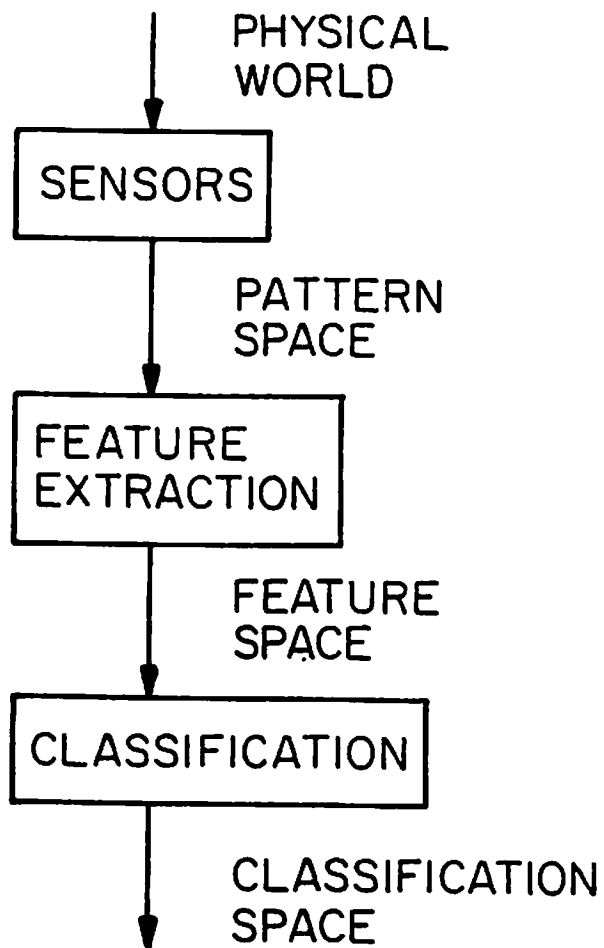 PHYSICAL
WORLD
SENSORS
PATTERN
SPACE
FEATURE
EXTRACTION
FEATURE
SPACE
CLASSIFICATION
CLASSIFICATION
SPACE